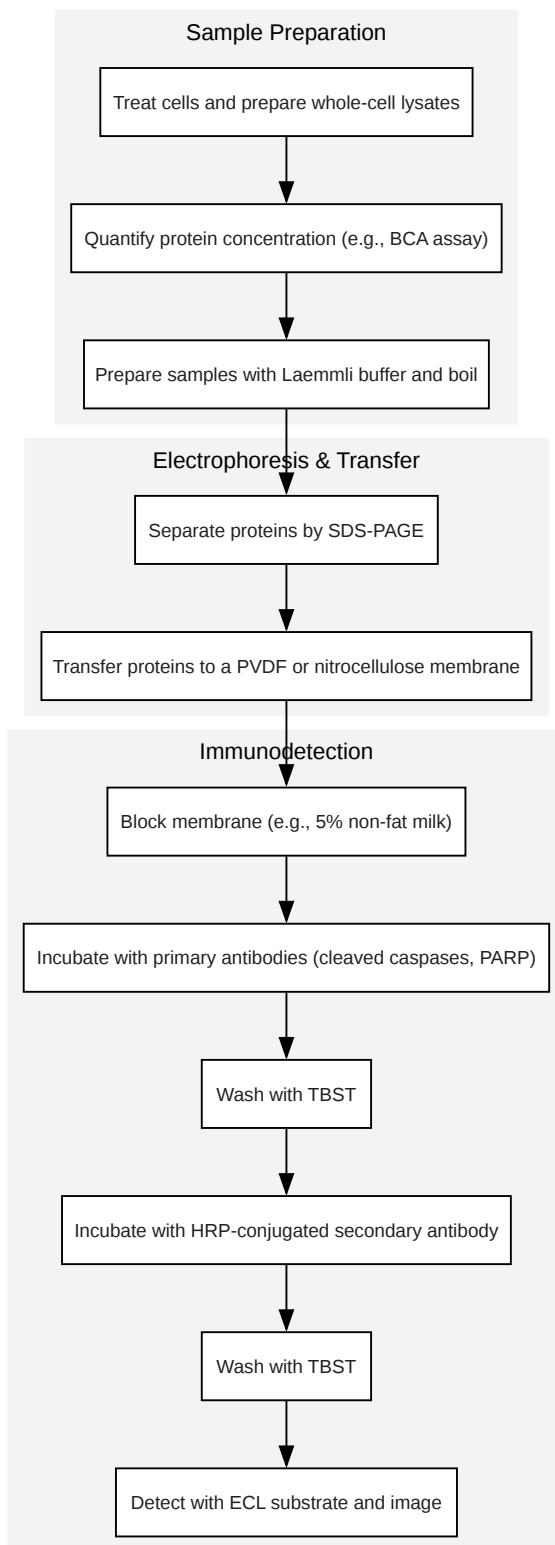 Sample Preparation
Treat cells and prepare whole-cell lysates
Quantify protein concentration (e.g., BCA assay)
Prepare samples with Laemmli buffer and boil
Electrophoresis & Transfer
Separate proteins by SDS-PAGE
Transfer proteins to a PVDF or nitrocellulose membrane
Immunodetection
Block membrane (e.g., 5% non-fat milk)
Incubate with primary antibodies (cleaved caspases, PARP)
Wash with TBST
Incubate with HRP-conjugated secondary antibody
Wash with TBST
Detect with ECL substrate and image